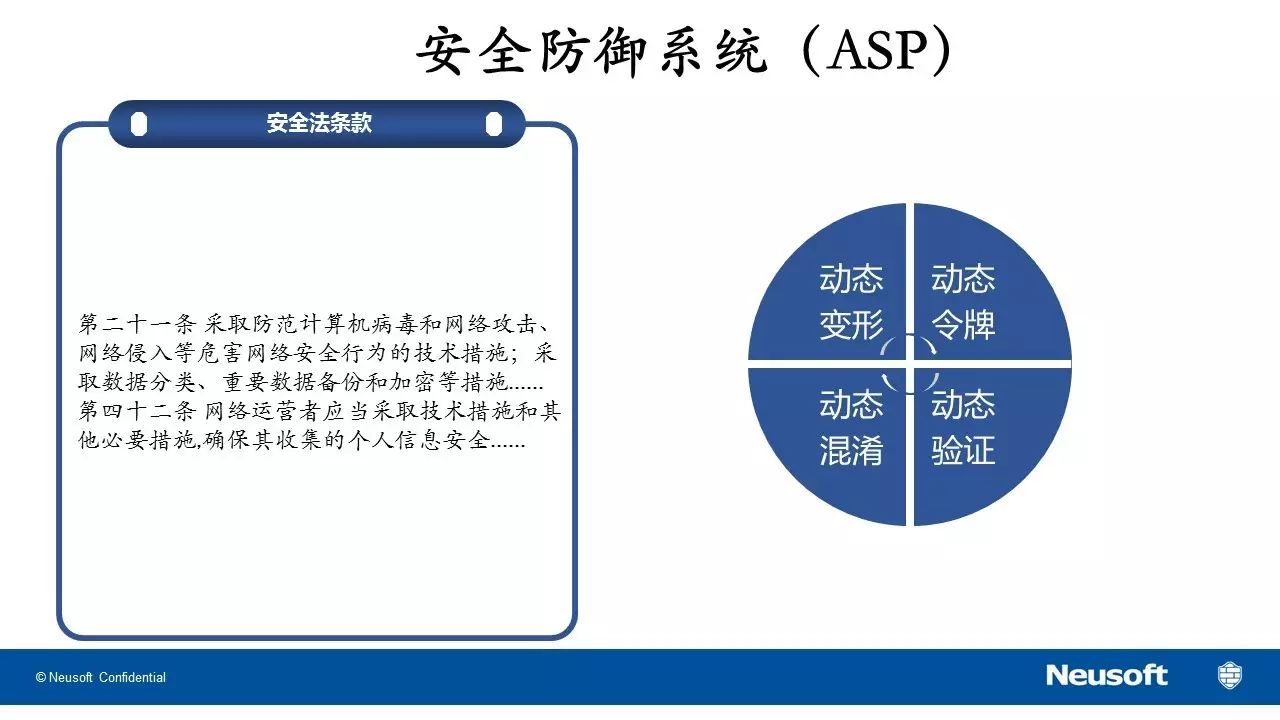 安全防御系统（ASP）
安全法条款
第二十一条 采取防范计算机病毒和网络攻击、
网络侵入等危害网络安全行为的技术措施；采
取数据分类、重要数据备份和加密等措施......
第四十二条 网络运营者应当采取技术措施和其
他必要措施,确保其收集的个人信息安全......
动态
变形
动态
令牌
动态
混淆
动态
验证
© Neusoft Confidential
Neusoft